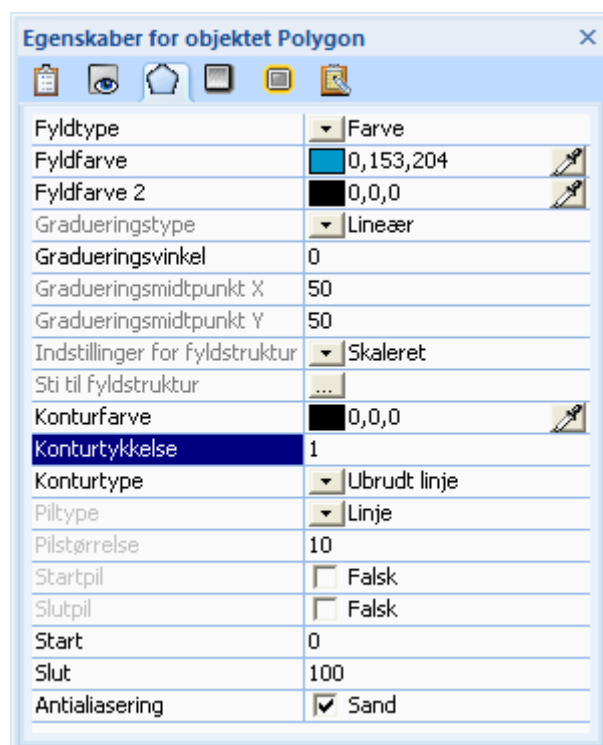 Egenskaber for objektet Polygon
Fyldtype Farve
Fyldfarve 0,153,204
Fyldfarve 2 0,0,0
Gradueringstype Lineær
Gradueringsvinkel 0
Gradueringsmidtpunkt X 50
Gradueringsmidtpunkt Y 50
Indstillinger for fyldstruktur Skaleret
Sti til fyldstruktur ...
Konturfarve 0,0,0
Konturtykkelse 1
Konturtype Ubrudt linje
Piltype Linje
Pilstørrelse 10
Startpil Falsk
Slutpil Falsk
Start 0
Slut 100
Antialiasering Sand